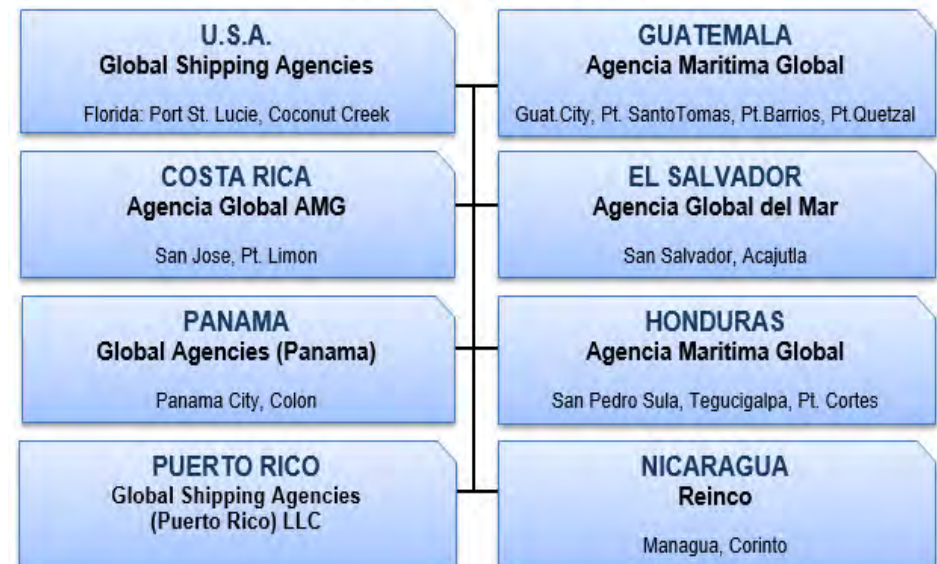 U.S.A.
Global Shipping Agencies
Florida: Port St. Lucie, Coconut Creek
GUATEMALA
Agencia Maritima Global
Guat.City, Pt. SantoTomas, Pt.Barrios, Pt.Quetzal
COSTA RICA
Agencia Global AMG
San Jose, Pt. Limon
EL SALVADOR
Agencia Global del Mar
San Salvador, Acajutla
PANAMA
Global Agencies (Panama)
Panama City, Colon
HONDURAS
Agencia Maritima Global
San Pedro Sula, Tegucigalpa, Pt. Cortes
PUERTO RICO
Global Shipping Agencies
(Puerto Rico) LLC
NICARAGUA
Reinco
Managua, Corinto